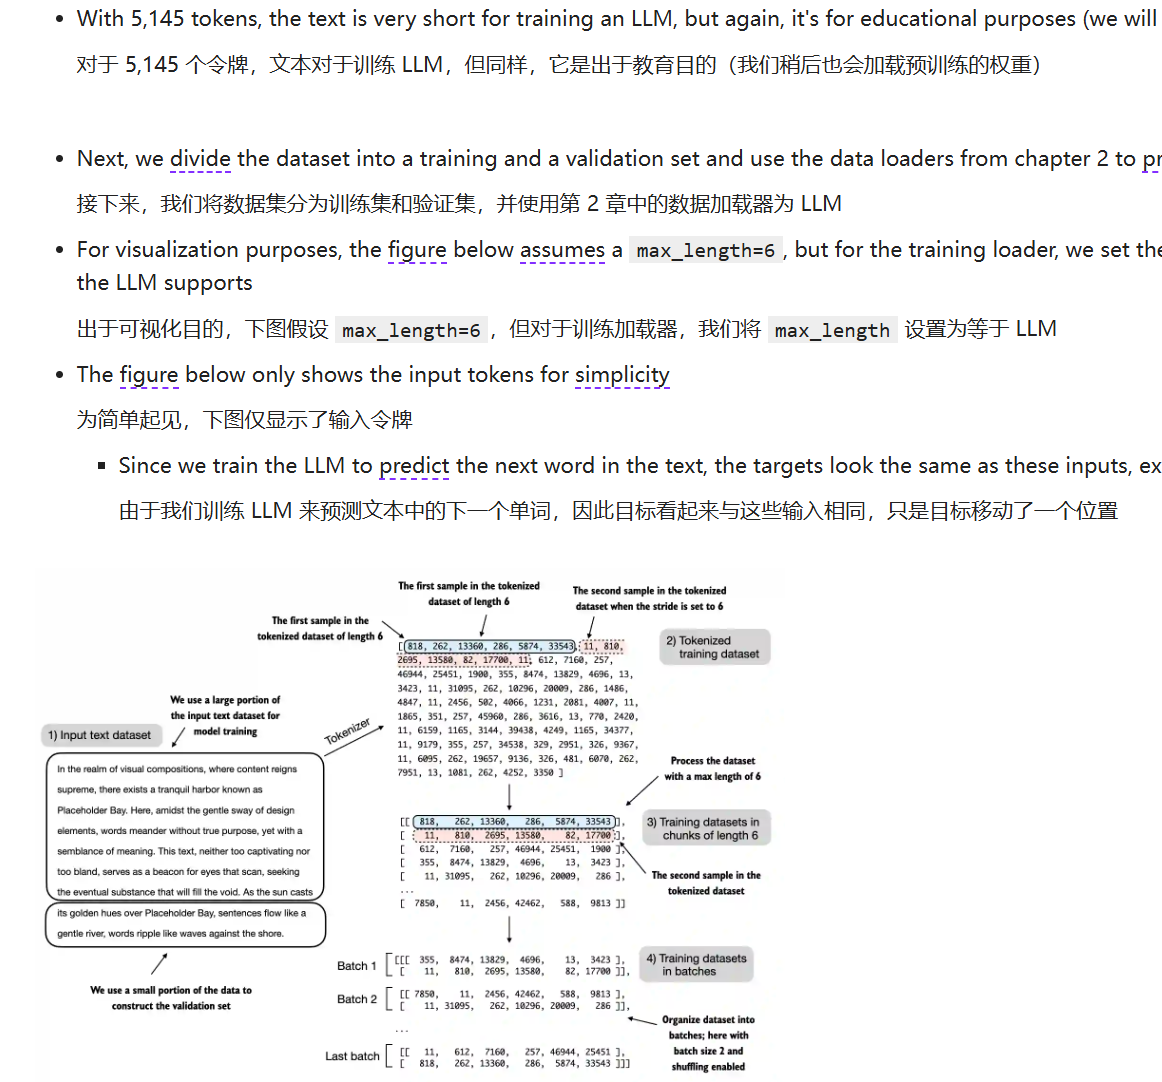 With 5,145 tokens, the text is very short for training an LLM, but again, it's for educational purposes (we will
对于 5,145 个令牌，文本对于训练 LLM，但同样，它是出于教育目的（我们稍后也会加载预训练的权重）
Next, we divide the dataset into a training and a validation set and use the data loaders from chapter 2 to pr
接下来，我们将数据集分为训练集和验证集，并使用第 2 章中的数据加载器为 LLM
For visualization purposes, the figure below assumes a max_length=6 , but for the training loader, we set the
the LLM supports
出于可视化目的，下图假设 max_length=6 ，但对于训练加载器，我们将 max_length 设置为等于 LLM
The figure below only shows the input tokens for simplicity
为简单起见，下图仅显示了输入令牌
Since we train the LLM to predict the next word in the text, the targets look the same as these inputs, ex
由于我们训练 LLM 来预测文本中的下一个单词，因此目标看起来与这些输入相同，只是目标移动了一个位置
The first sample in the tokenized
dataset of length 6
The second sample in the tokenized
dataset when the stride is set to 6
The first sample in the
tokenized dataset of length 6
[818, 262, 13360, 286, 5874, 33543, 11, 810,
2695, 13580, 82, 17700, 11, 612, 7160, 257,
46944, 25451, 1900, 355, 8474, 13829, 4696, 13,
3423, 11, 31095, 262, 10296, 20009, 286, 1486,
4847, 11, 2456, 502, 4066, 1231, 2081, 4007, 11,
1865, 351, 257, 45960, 286, 3616, 13, 770, 2420,
11, 6159, 1165, 3144, 39438, 4249, 1165, 34377,
11, 9179, 355, 257, 34538, 329, 2951, 326, 9367,
11, 6095, 262, 19657, 9136, 326, 481, 6070, 262,
7951, 13, 1081, 262, 4252, 3350 ]
2) Tokenized
training dataset
We use a large portion of
the input text dataset for
model training
1) Input text dataset
Tokenizer
In the realm of visual compositions, where content reigns
supreme, there exists a tranquil harbor known as
Placeholder Bay. Here, amidst the gentle sway of design
elements, words meander without true purpose, yet with a
semblance of meaning. This text, neither too captivating nor
too bland, serves as a beacon for eyes that scan, seeking
the eventual substance that will fill the void. As the sun casts
its golden hues over Placeholder Bay, sentences flow like a
gentle river, words ripple like waves against the shore.
We use a small portion of the data to
construct the validation set
Process the dataset
with a max length of 6
[[ 818, 262, 13360, 286, 5874, 33543 ],
[ 11, 810, 2695, 13580, 82, 17700 ],
[ 612, 7160, 257, 46944, 25451, 1900 ],
[ 355, 8474, 13829, 4696, 13, 3423 ],
[ 11, 31095, 262, 10296, 20009, 286 ],
...
[ 7850, 11, 2456, 42462, 588, 9813 ]]
3) Training datasets in
chunks of length 6
The second sample in the
tokenized dataset
Batch 1
[[[ 355, 8474, 13829, 4696, 13, 3423 ],
[ 11, 810, 2695, 13580, 82, 17700 ]],
Batch 2
[[ 7850, 11, 2456, 42462, 588, 9813 ],
[ 11, 31095, 262, 10296, 20009, 286 ]],
...
Last batch
[[ 11, 612, 7160, 257, 46944, 25451 ],
[ 818, 262, 13360, 286, 5874, 33543 ]]]
4) Training datasets
in batches
Organize dataset into
batches; here with
batch size 2 and
shuffling enabled